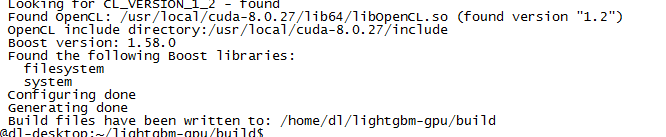 Looking for CL_VERSION_1_2 - found
Found OpenCL: /usr/local/cuda-8.0.27/lib64/libOpenCL.so (found version "1.2")
OpenCL include directory:/usr/local/cuda-8.0.27/include
Boost version: 1.58.0
Found the following Boost libraries:
  filesystem
  system
Configuring done
Generating done
Build files have been written to: /home/dl/lightgbm-gpu/build
@dl-desktop:~/lightgbm-gpu/build$